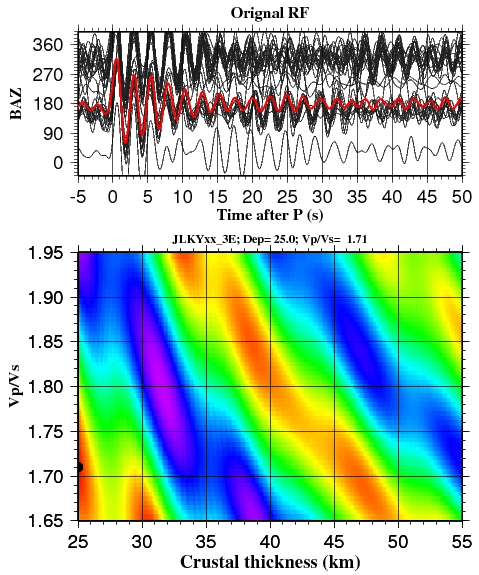 Orignal RF
360
270
180
90
0
BAZ
-5 0 5 10 15 20 25 30 35 40 45 50
Time after P (s)
JLKYxx_3E; Dep= 25.0; Vp/Vs= 1.71
1.95
1.90
1.85
1.80
1.75
1.70
1.65
Vp/Vs
25 30 35 40 45 50 55
Crustal thickness (km)